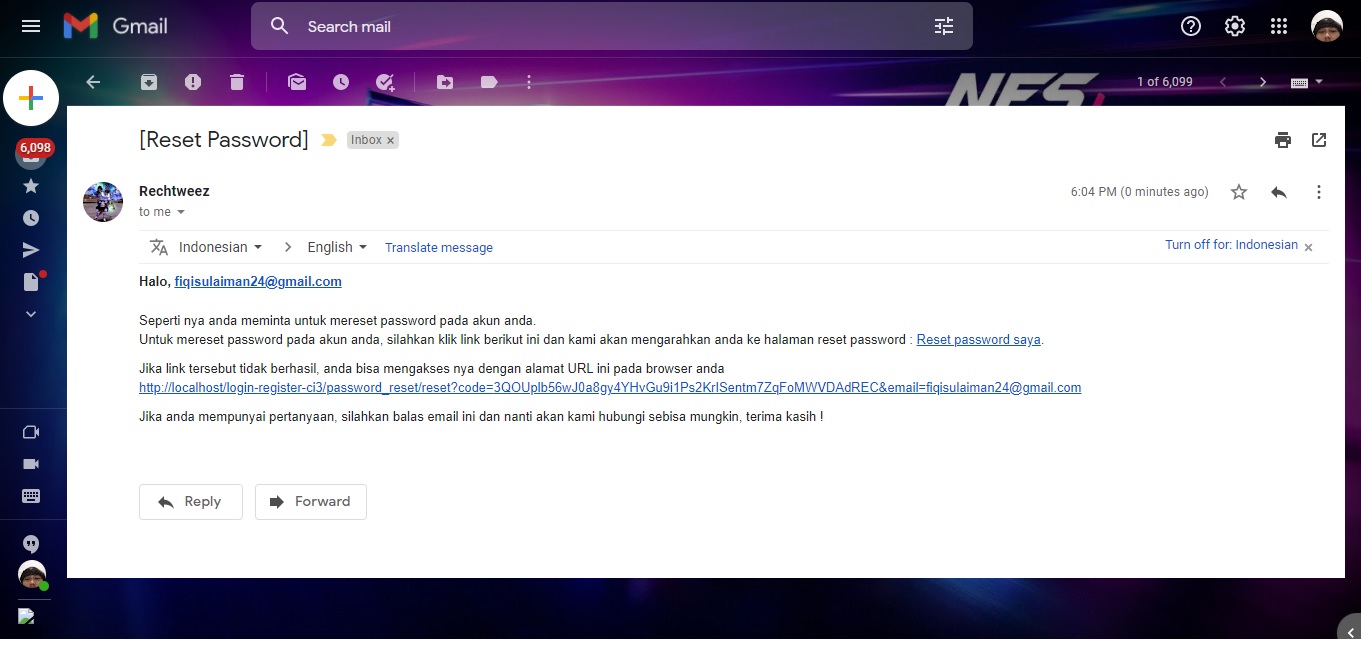 Gmail
Search mail
NFS
1 of 6,099
6,098
[Reset Password]
Inbox ×
Rechtweez
6:04 PM (0 minutes ago)
to me
Indonesian > English Translate message
Turn off for: Indonesian ×
Halo, fiqisulaiman24@gmail.com
Seperti nya anda meminta untuk mereset password pada akun anda.
Untuk mereset password pada akun anda, silahkan klik link berikut ini dan kami akan mengarahkan anda ke halaman reset password : Reset password saya.
Jika link tersebut tidak berhasil, anda bisa mengakses nya dengan alamat URL ini pada browser anda
http://localhost/login-register-ci3/password_reset/reset?code=3QOUplb56wJ0a8gy4YHvGu9i1Ps2KrlSentm7ZqFoMWVDAdREC&email=fiqisulaiman24@gmail.com
Jika anda mempunyai pertanyaan, silahkan balas email ini dan nanti akan kami hubungi sebisa mungkin, terima kasih !
Reply
Forward